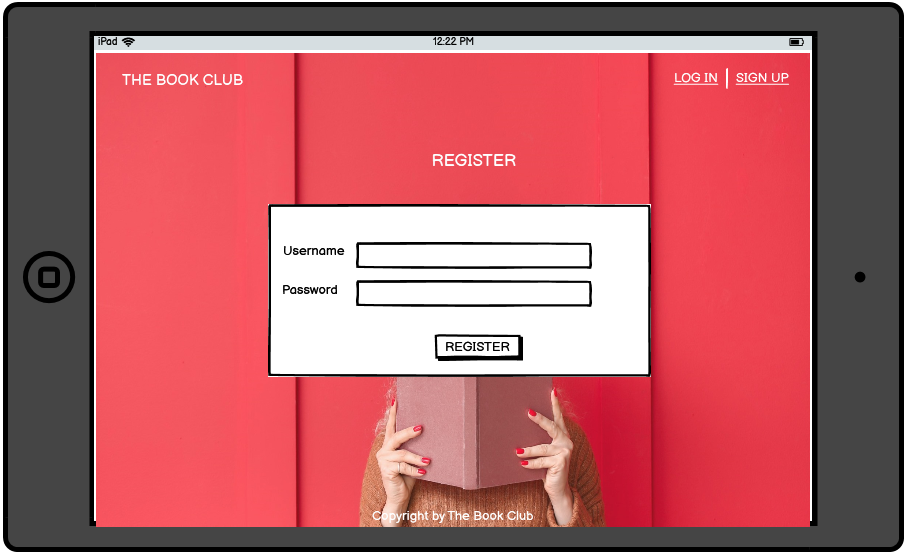 iPad 12:22 PM
THE BOOK CLUB LOG IN SIGN UP
REGISTER
Username
Password
REGISTER
Copyright by The Book Club